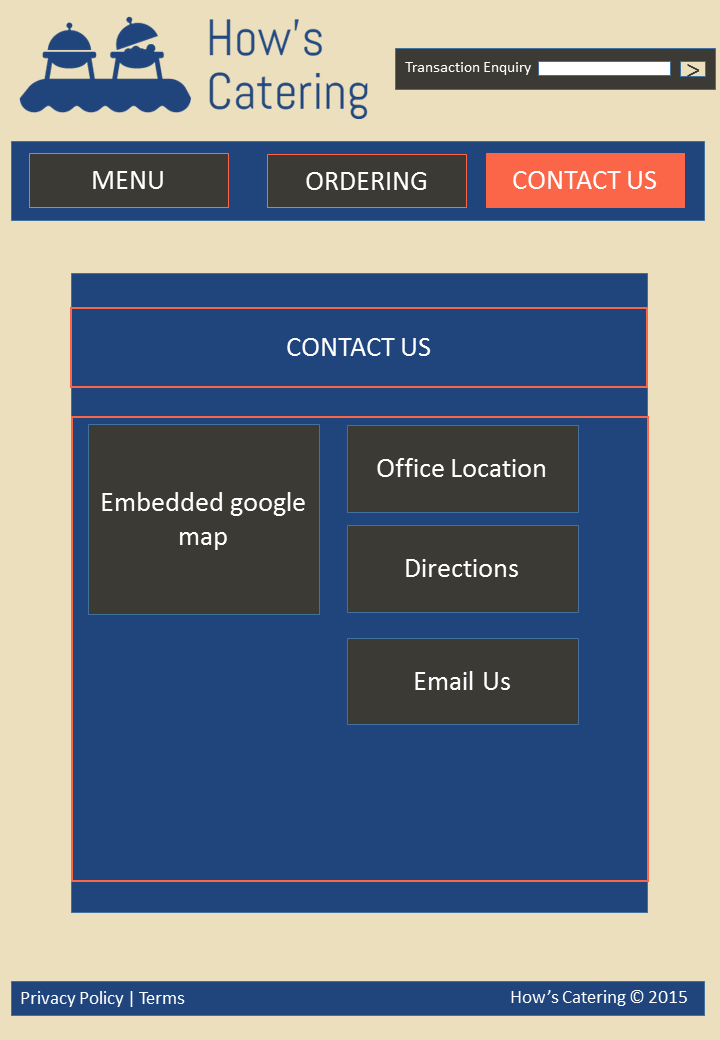 How's
Catering
Transaction Enquiry
>
MENU
ORDERING
CONTACT US
CONTACT US
Embedded google
map
Office Location
Directions
Email Us
Privacy Policy | Terms
How’s Catering © 2015